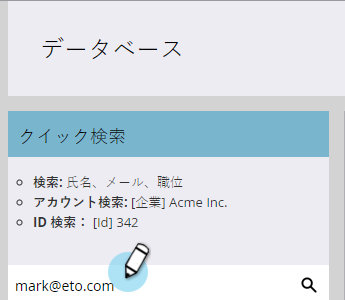 データベース
クイック検索
検索: 氏名、メール、職位
アカウント検索: [企業] Acme Inc.
ID 検索： [Id] 342
mark@eto.com